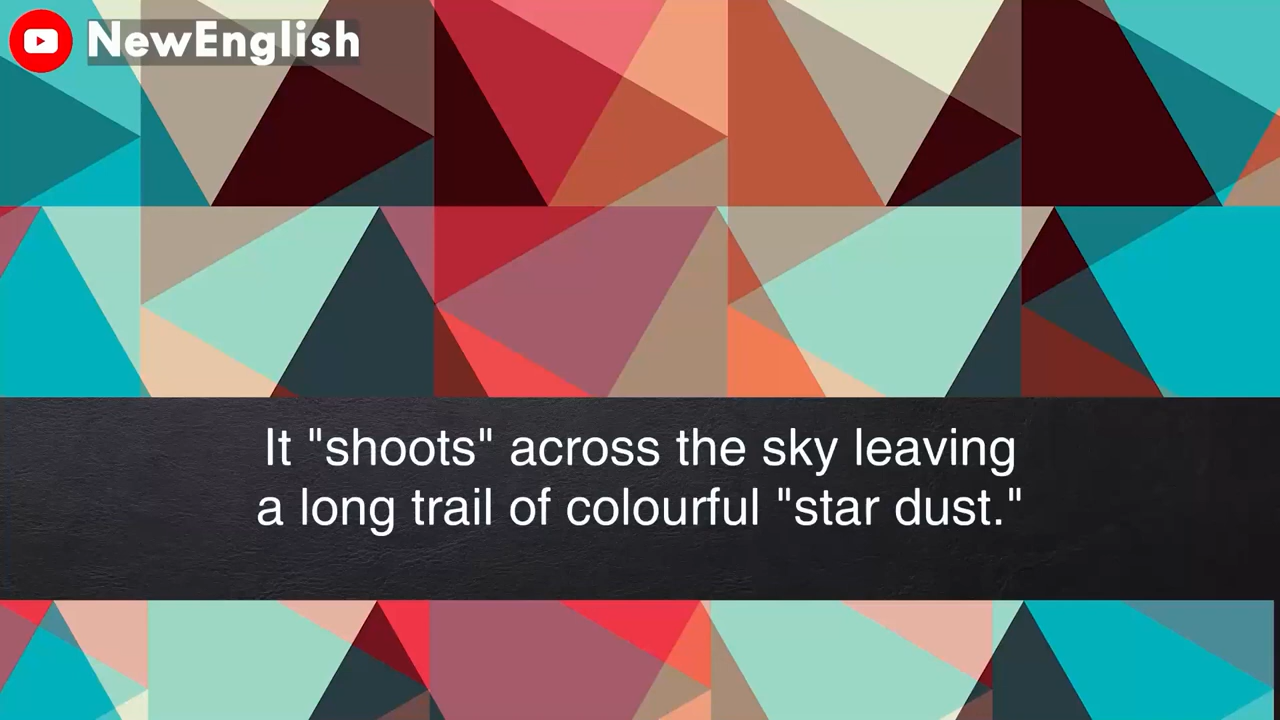 NewEnglish
It "shoots" across the sky leaving
a long trail of colourful "star dust."